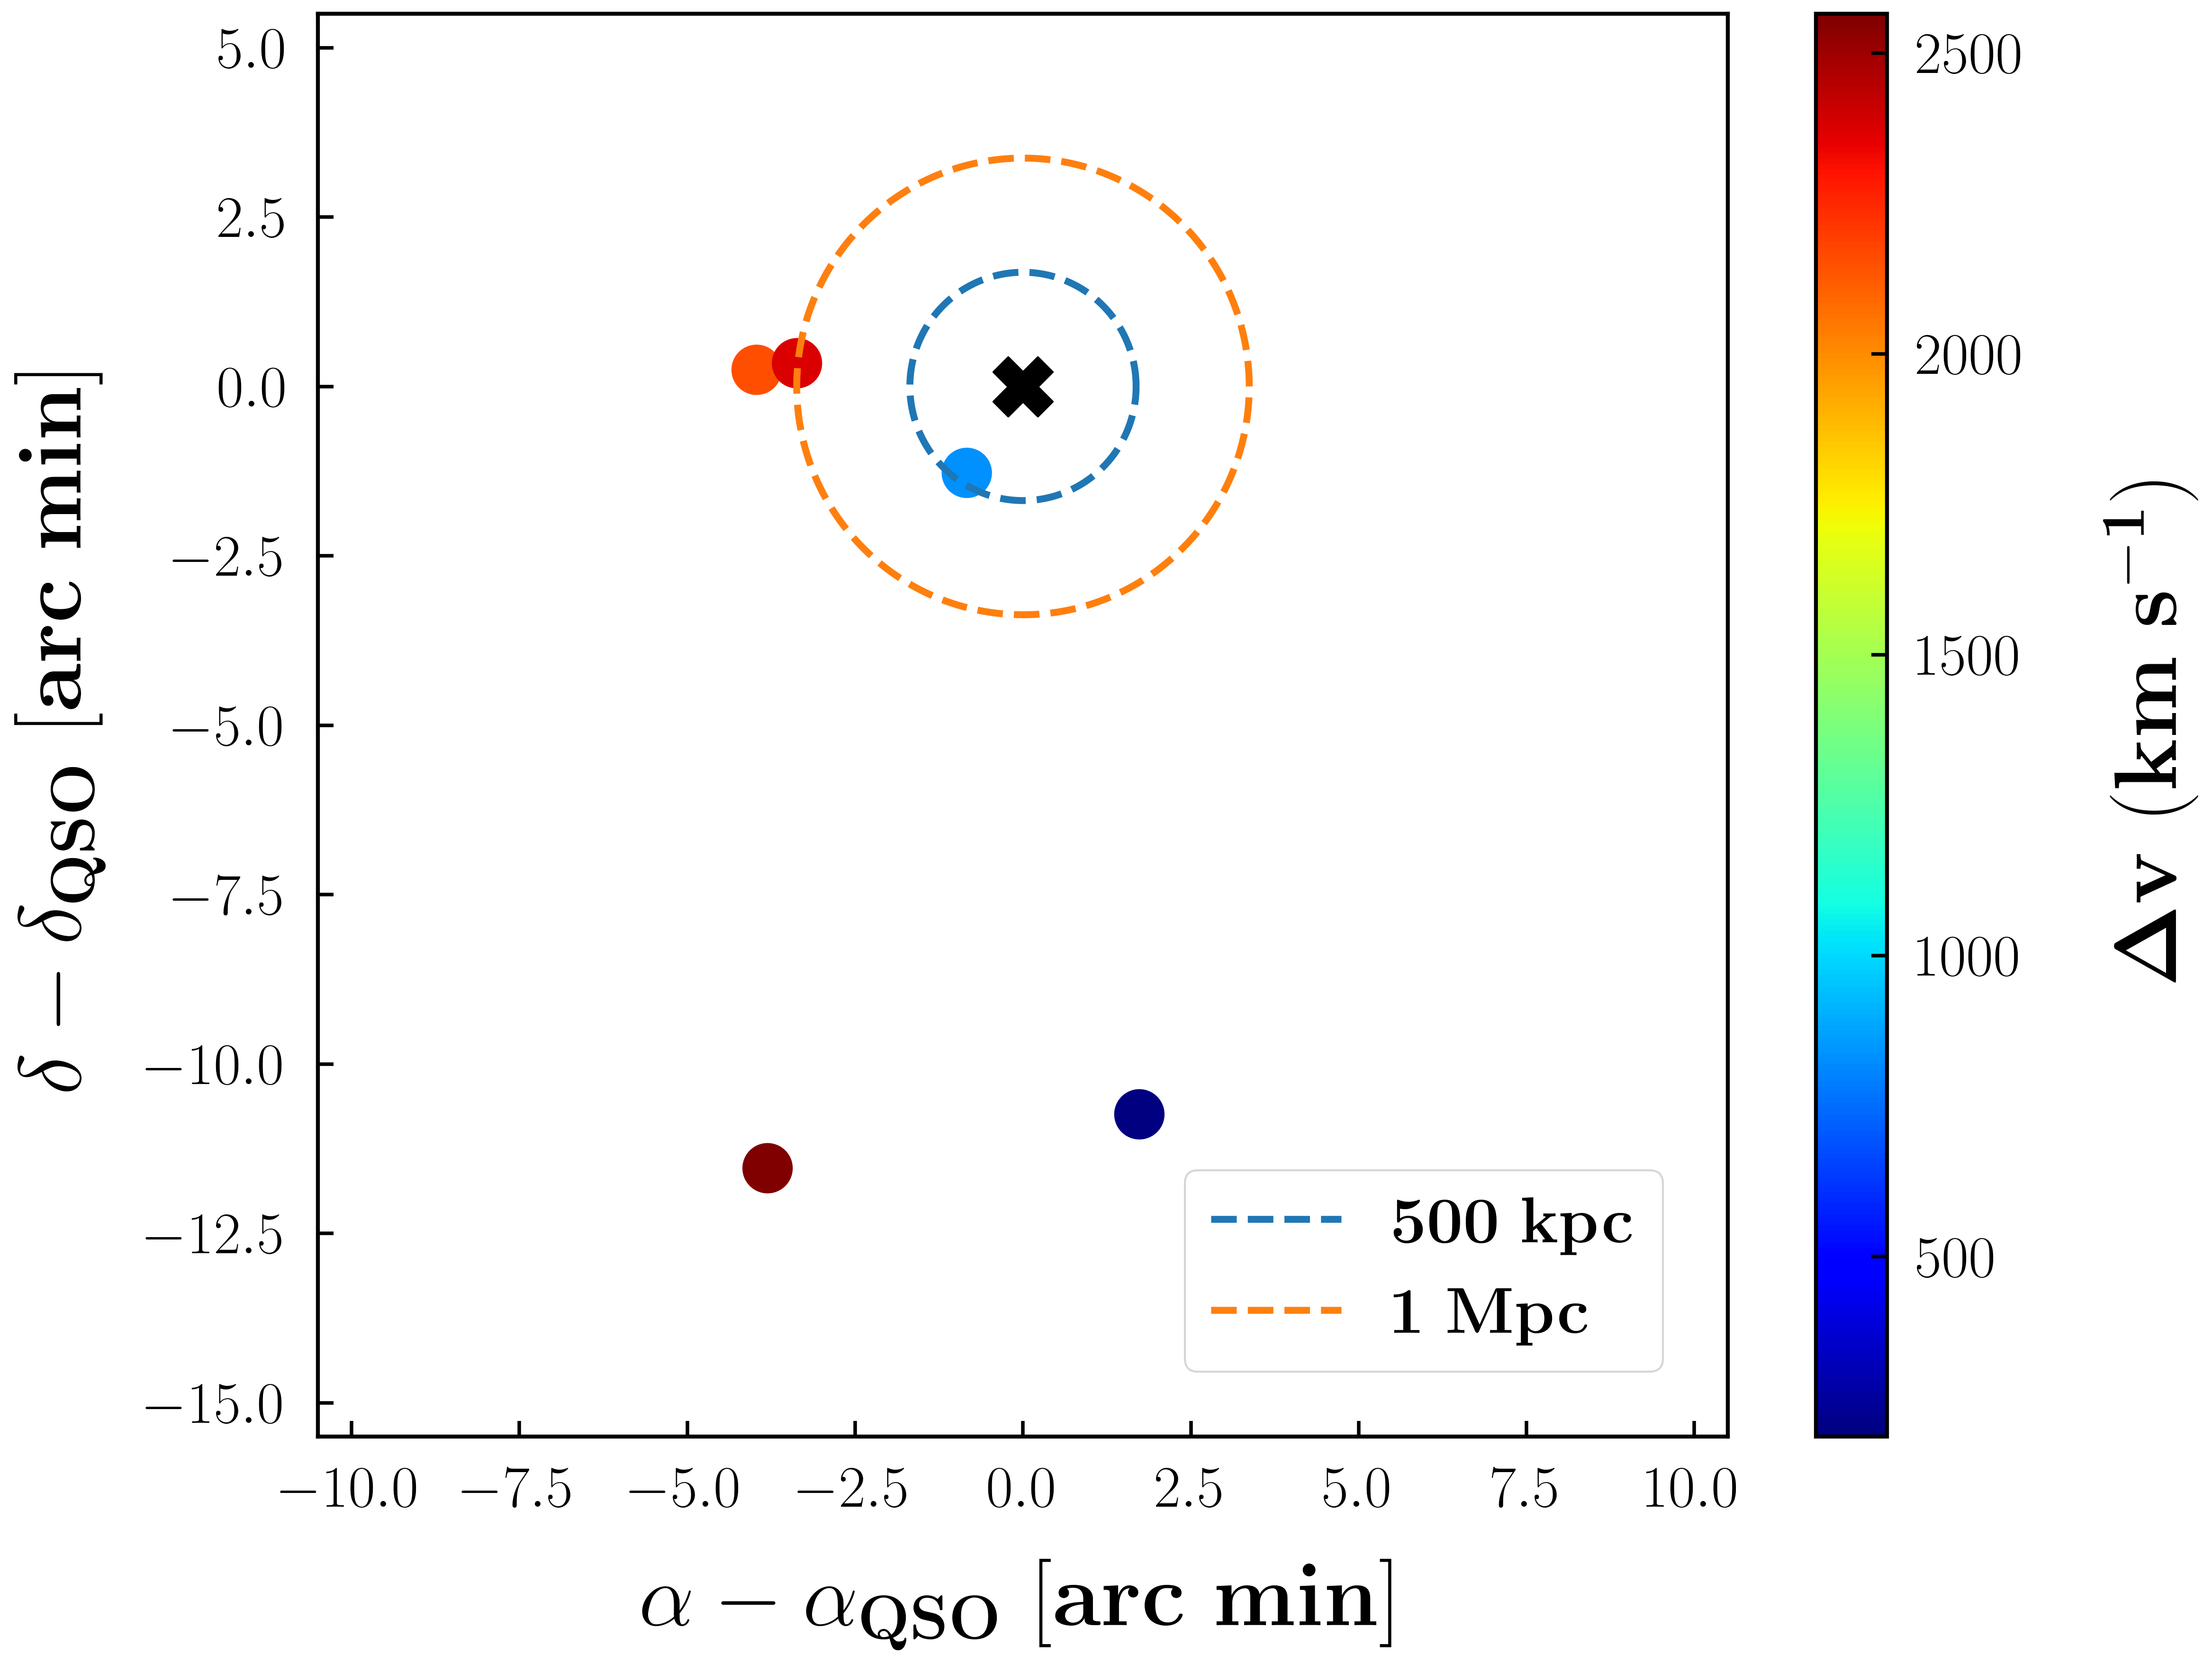 5.0
2.5
0.0
−2.5
−5.0
−7.5
−10.0
−12.5
−15.0
δ − δQSO [arc min]
−10.0 −7.5 −5.0 −2.5 0.0 2.5 5.0 7.5 10.0
α − αQSO [arc min]
500 kpc
1 Mpc
2500
2000
1500
1000
500
Δv (km s⁻¹)